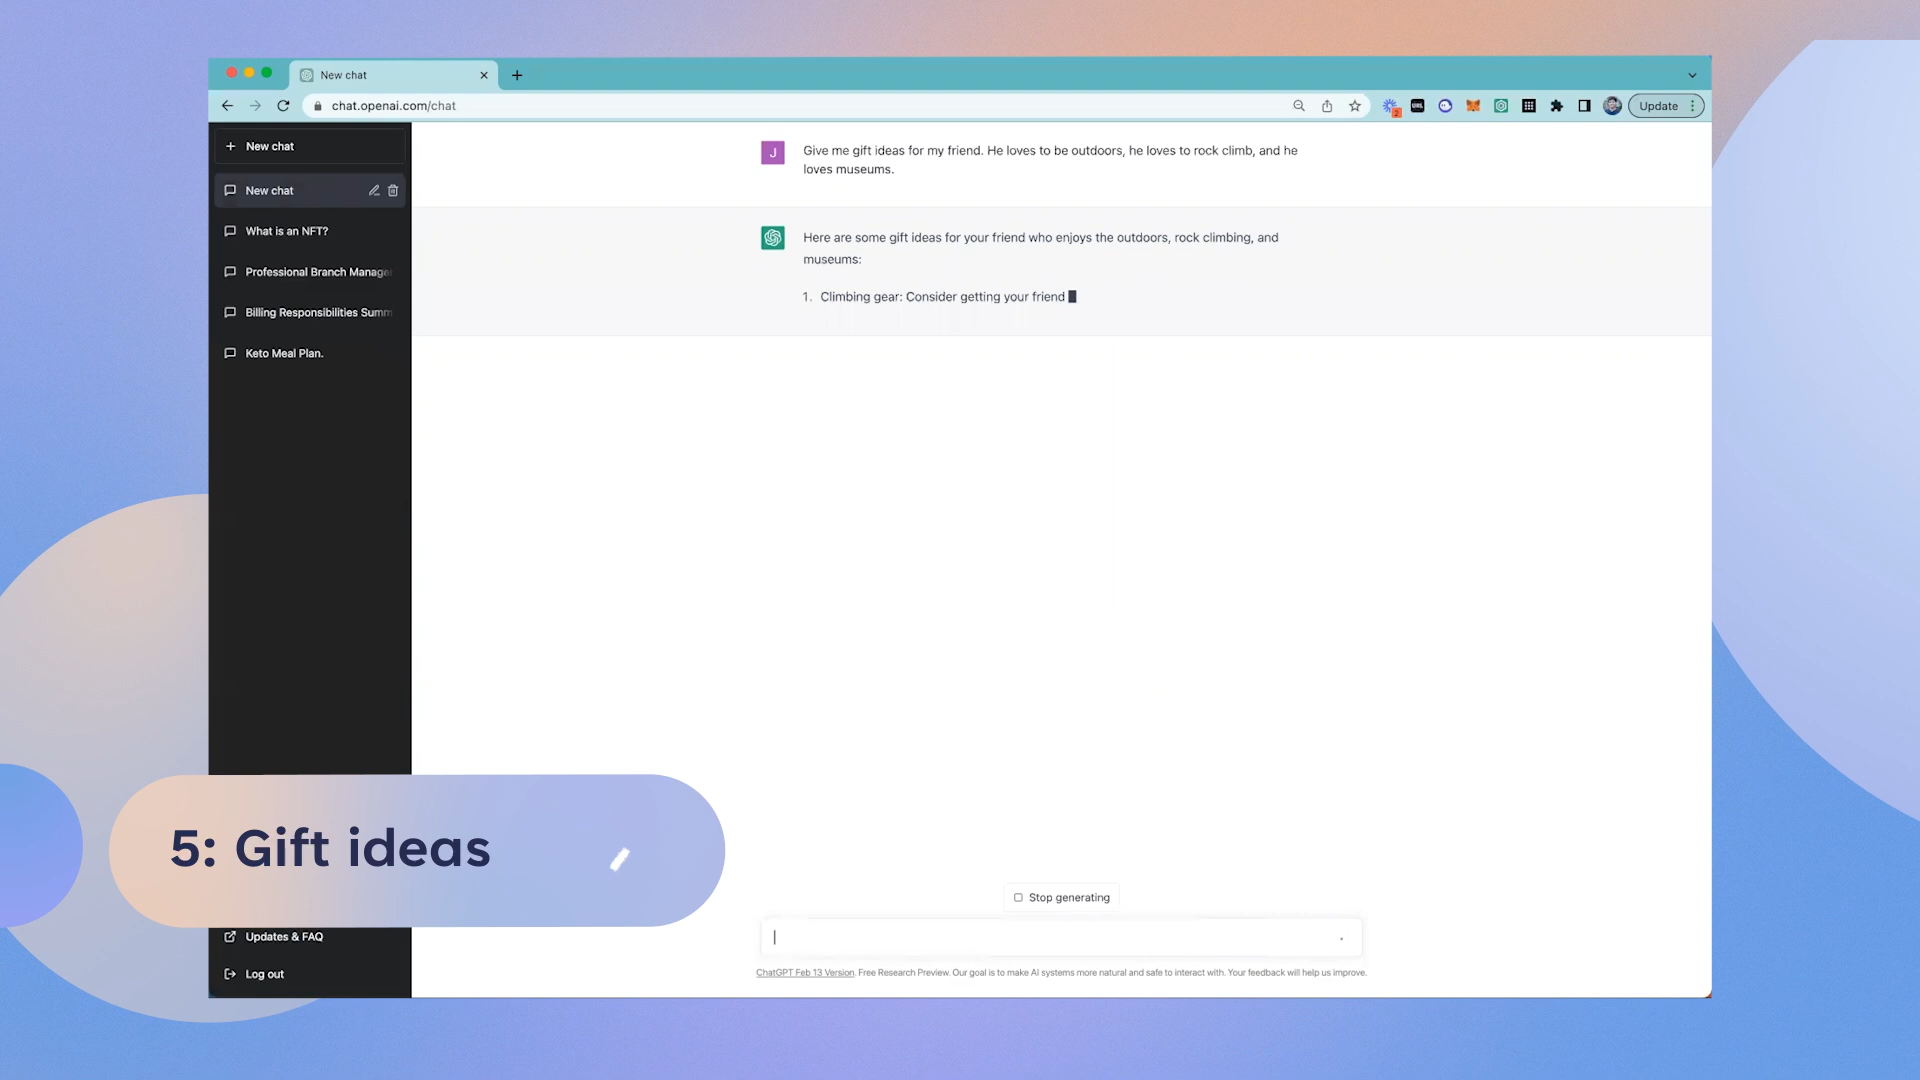 New chat
chat.openai.com/chat
2
Update
New chat
New chat
What is an NFT?
Professional Branch Manage
Billing Responsibilities Summ
Keto Meal Plan.
J
Give me gift ideas for my friend. He loves to be outdoors, he loves to rock climb, and he
loves museums.
Here are some gift ideas for your friend who enjoys the outdoors, rock climbing, and
museums:
1. Climbing gear: Consider getting your friend
5: Gift ideas
Stop generating
Updates & FAQ
Log out
ChatGPT Feb 13 Version. Free Research Preview. Our goal is to make AI systems more natural and safe to interact with. Your feedback will help us improve.